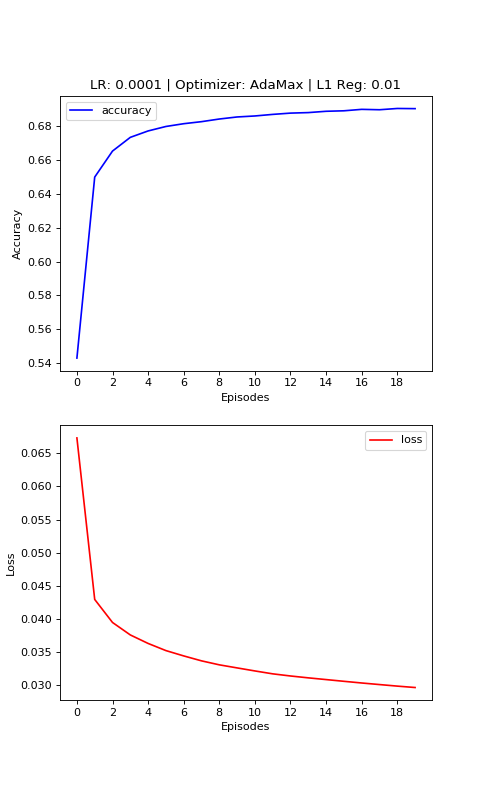 LR: 0.0001 | Optimizer: AdaMax | L1 Reg: 0.01
accuracy
0.68
0.66
0.64
0.62
0.60
0.58
0.56
0.54
Accuracy
0 2 4 6 8 10 12 14 16 18
Episodes
loss
0.065
0.060
0.055
0.050
0.045
0.040
0.035
0.030
Loss
0 2 4 6 8 10 12 14 16 18
Episodes